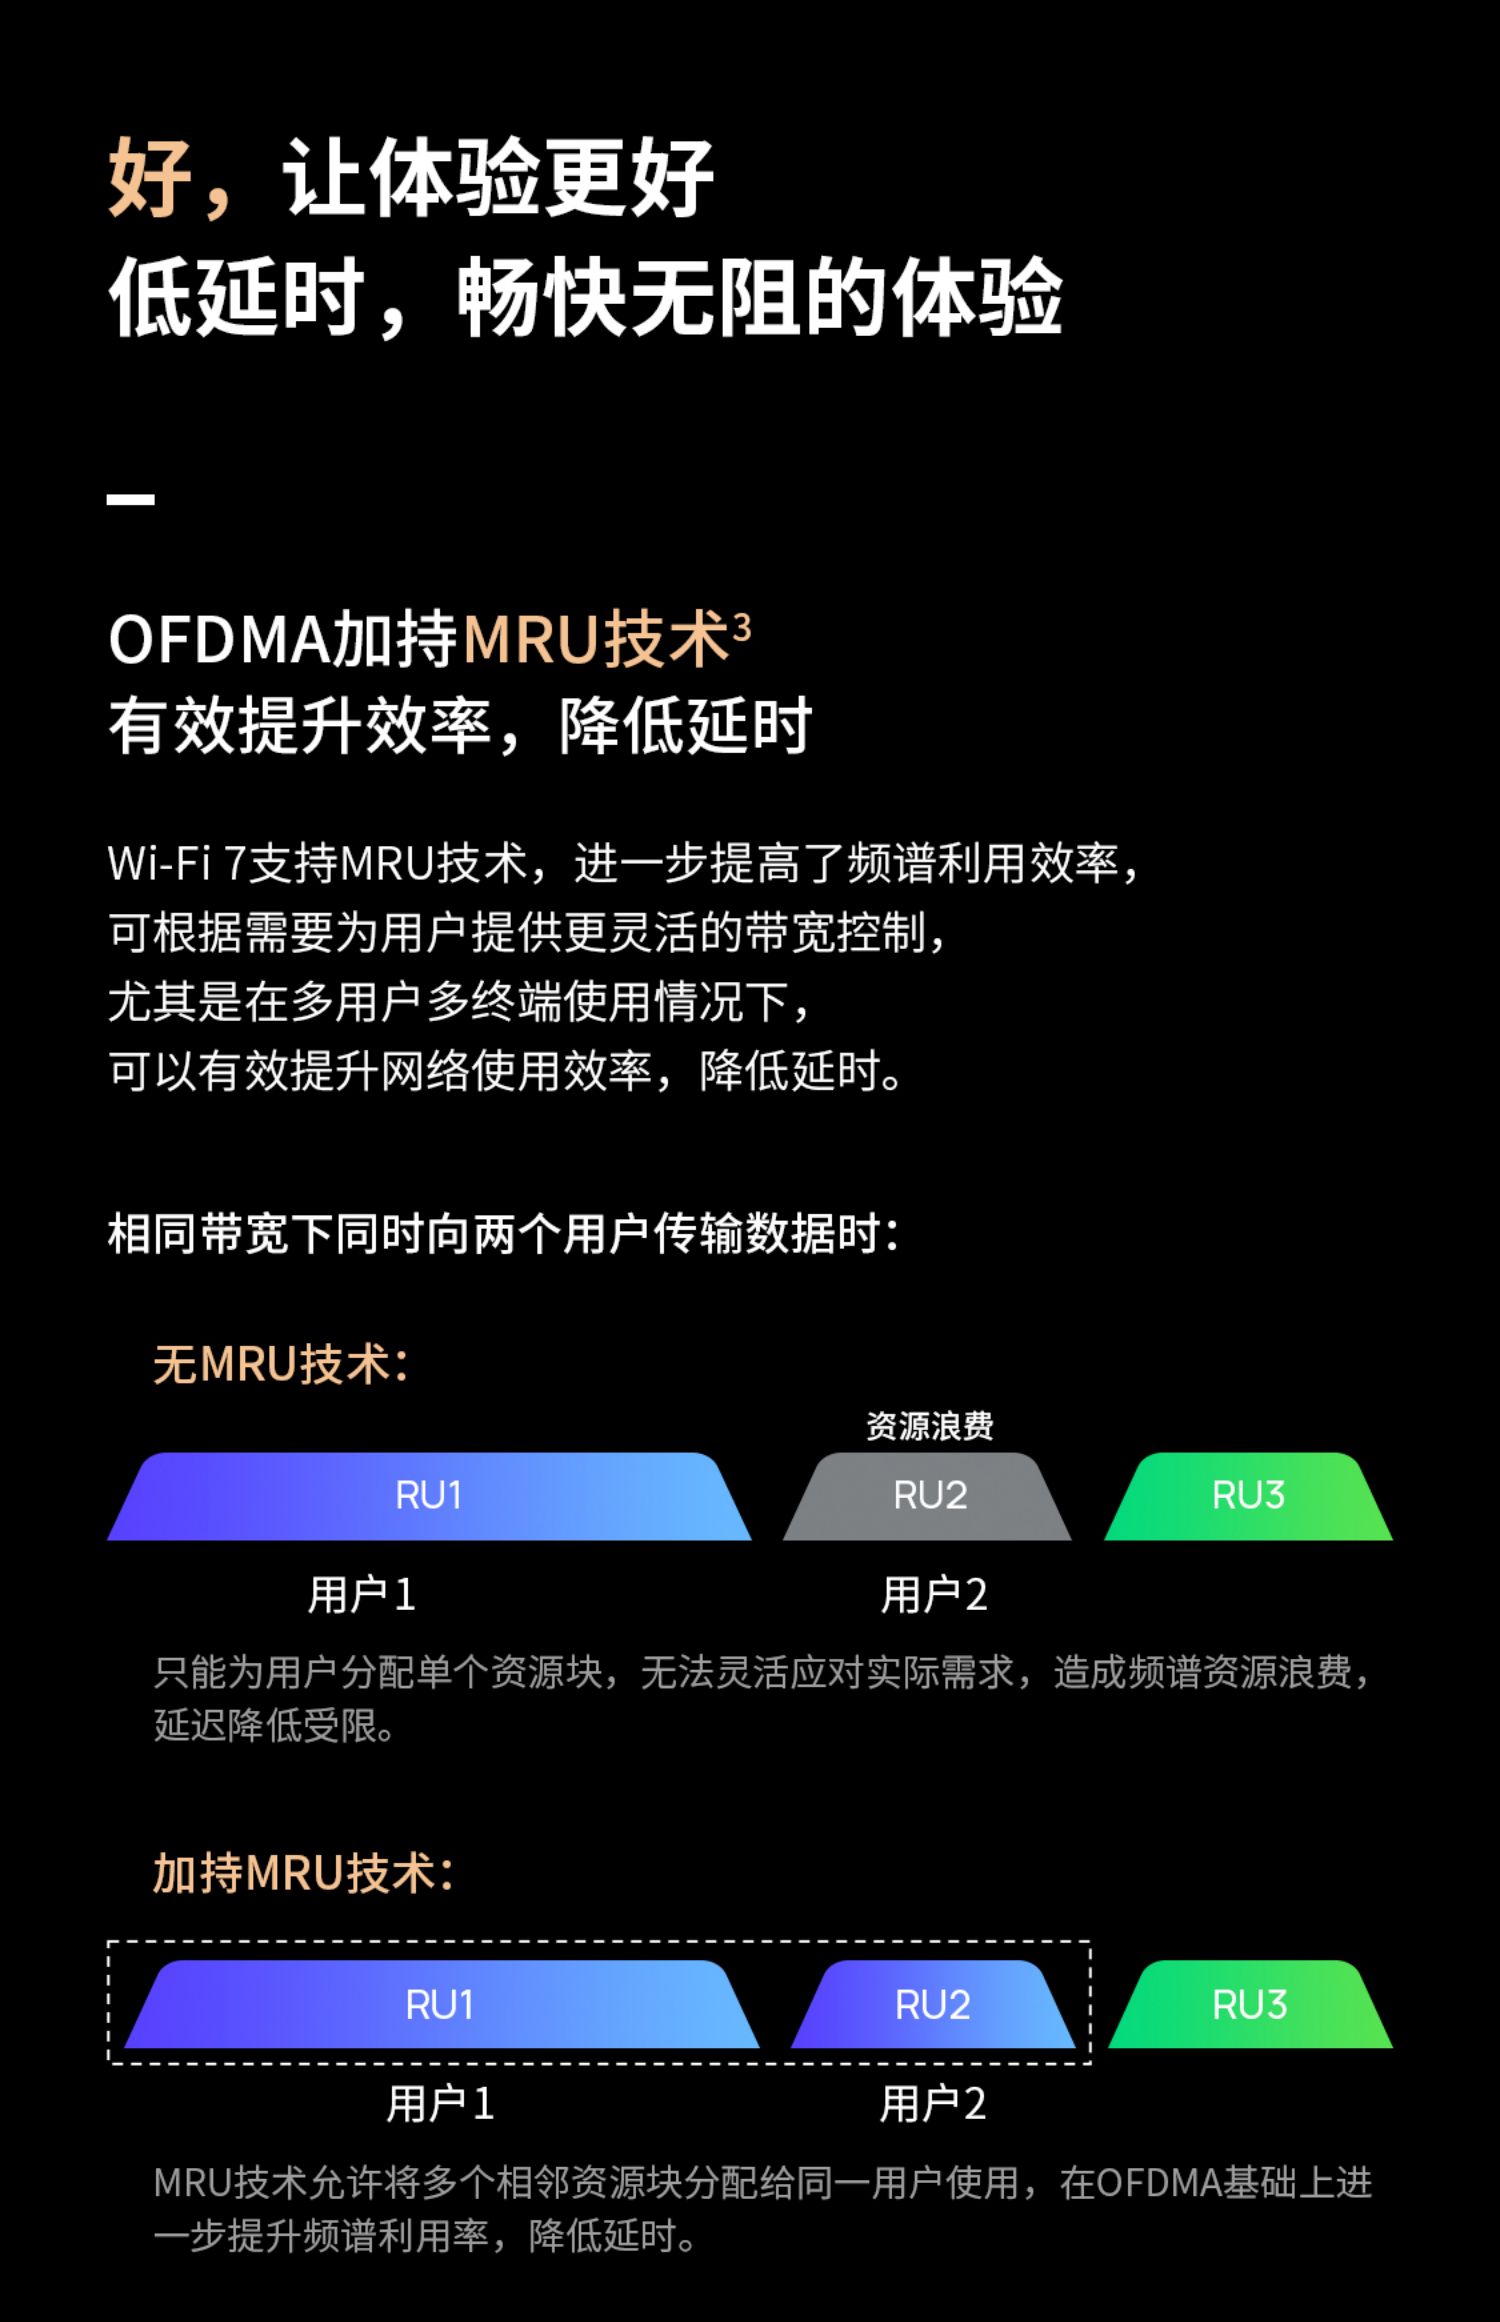 好，让体验更好
低延时，畅快无阻的体验
OFDMA加持MRU技术³
有效提升效率，降低延时
Wi-Fi 7支持MRU技术，进一步提高了频谱利用效率，
可根据需要为用户提供更灵活的带宽控制，
尤其是在多用户多终端使用情况下，
可以有效提升网络使用效率，降低延时。
相同带宽下同时向两个用户传输数据时：
无MRU技术：
资源浪费
RU1 RU2 RU3
用户1 用户2
只能为用户分配单个资源块，无法灵活应对实际需求，造成频谱资源浪费，
延迟降低受限。
加持MRU技术：
RU1 RU2 RU3
用户1 用户2
MRU技术允许将多个相邻资源块分配给同一用户使用，在OFDMA基础上进
一步提升频谱利用率，降低延时。